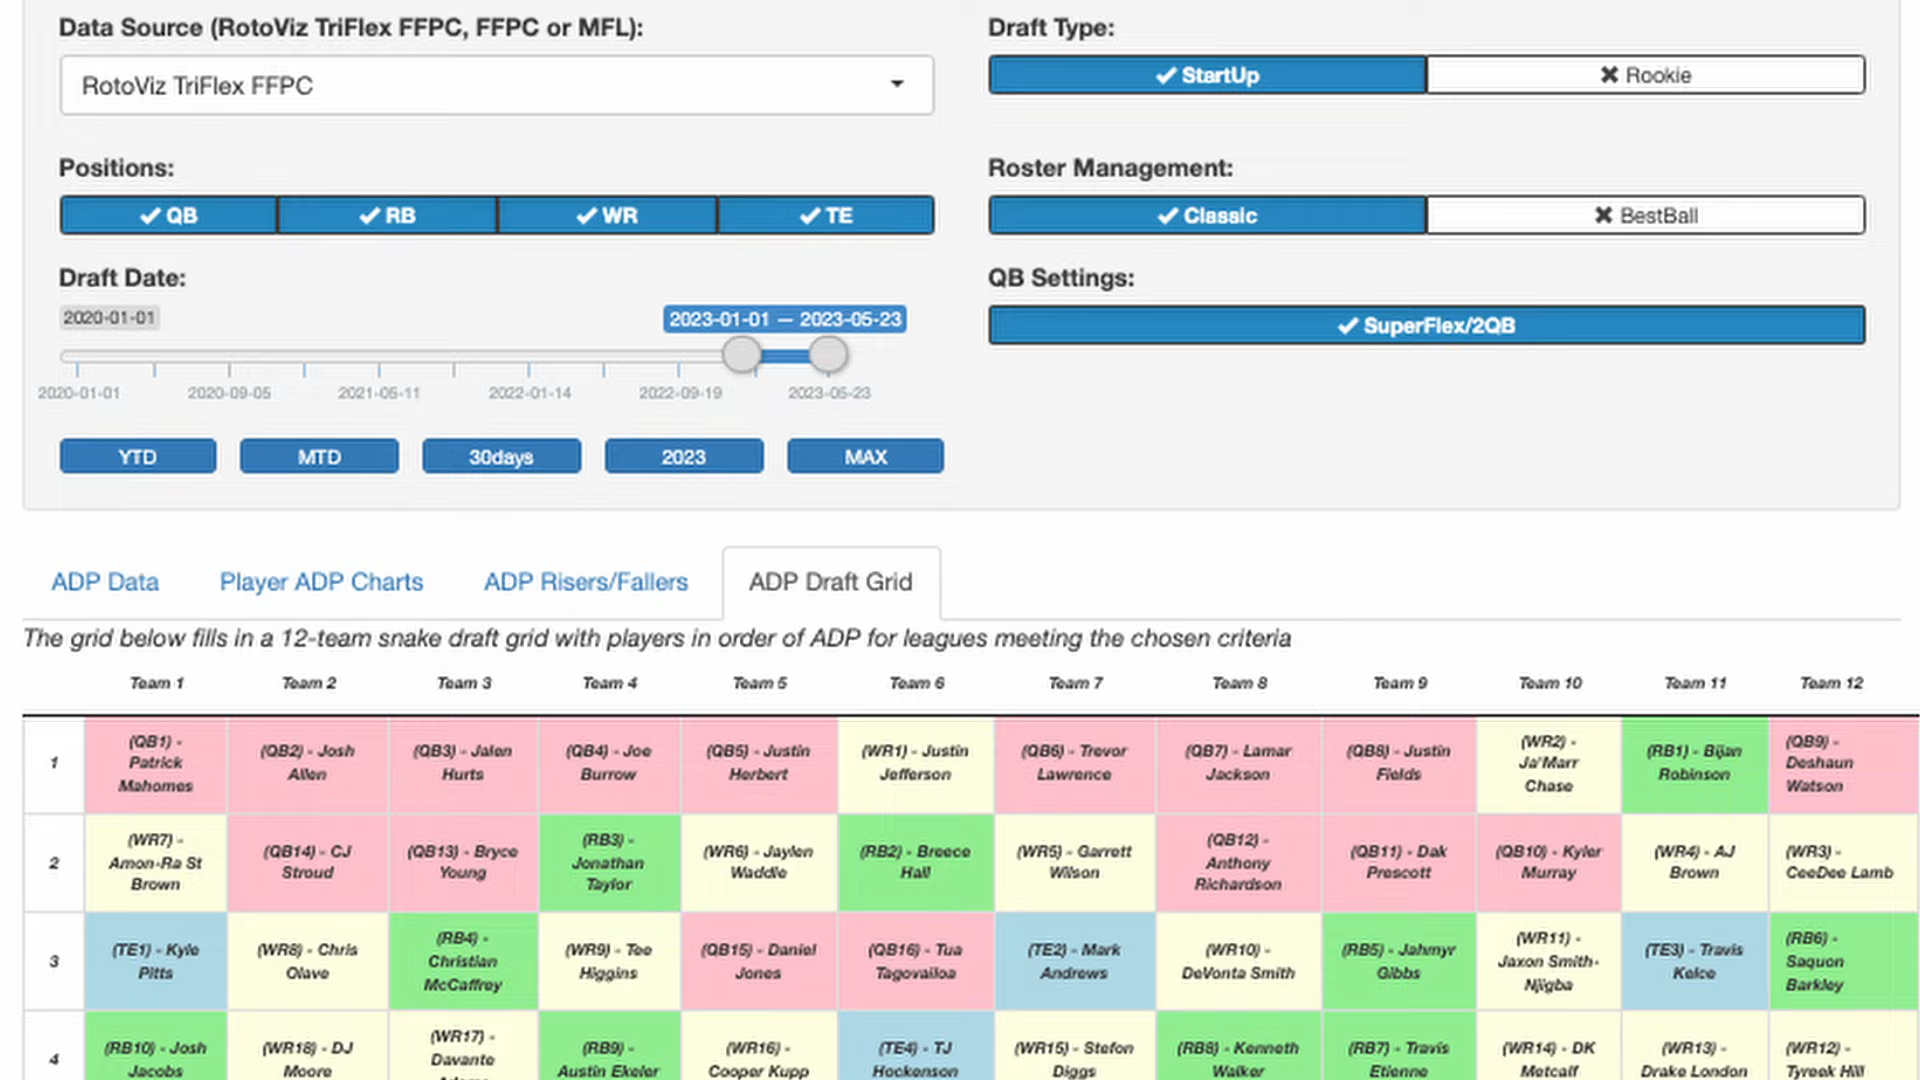 Data Source (RotoViz TriFlex FFPC, FFPC or MFL):
RotoViz TriFlex FFPC
Draft Type:
StartUp
Rookie
Positions:
QB
RB
WR
TE
Roster Management:
Classic
BestBall
Draft Date:
2020-01-01
2023-01-01 — 2023-05-23
2020-01-01
2020-09-05
2021-05-11
2022-01-14
2022-09-19
2023-05-23
QB Settings:
SuperFlex/2QB
YTD
MTD
30days
2023
MAX
ADP Data
Player ADP Charts
ADP Risers/Fallers
ADP Draft Grid
The grid below fills in a 12-team snake draft grid with players in order of ADP for leagues meeting the chosen criteria
Team 1
Team 2
Team 3
Team 4
Team 5
Team 6
Team 7
Team 8
Team 9
Team 10
Team 11
Team 12
1
(QB1) -
Patrick
Mahomes
(QB2) - Josh
Allen
(QB3) - Jalen
Hurts
(QB4) - Joe
Burrow
(QB5) - Justin
Herbert
(WR1) - Justin
Jefferson
(QB6) - Trevor
Lawrence
(QB7) - Lamar
Jackson
(QB8) - Justin
Fields
(WR2) -
Ja'Marr
Chase
(RB1) - Bijan
Robinson
(QB9) -
Deshaun
Watson
2
(WR7) -
Amon-Ra St
Brown
(QB14) - CJ
Stroud
(QB13) - Bryce
Young
(RB3) -
Jonathan
Taylor
(WR6) - Jaylen
Waddle
(RB2) - Breece
Hall
(WR5) - Garrett
Wilson
(QB12) -
Anthony
Richardson
(QB11) - Dak
Prescott
(QB10) - Kyler
Murray
(WR4) - AJ
Brown
(WR3) -
CeeDee Lamb
3
(TE1) - Kyle
Pitts
(WR8) - Chris
Olave
(RB4) -
Christian
McCaffrey
(WR9) - Tee
Higgins
(QB15) - Daniel
Jones
(QB16) - Tua
Tagovailoa
(TE2) - Mark
Andrews
(WR10) -
DeVonta Smith
(RB5) - Jahmyr
Gibbs
(WR11) -
Jaxon Smith-
Njigba
(TE3) - Travis
Kelce
(RB6) -
Saquon
Barkley
4
(RB10) - Josh
Jacobs
(WR18) - DJ
Moore
(WR17) -
Davante
Adams
(RB9) -
Austin Ekeler
(WR16) -
Cooper Kupp
(TE4) - TJ
Hockenson
(WR15) - Stefon
Diggs
(RB8) - Kenneth
Walker
(RB7) - Travis
Etienne
(WR14) - DK
Metcalf
(WR13) -
Drake London
(WR12) -
Tyreek Hill